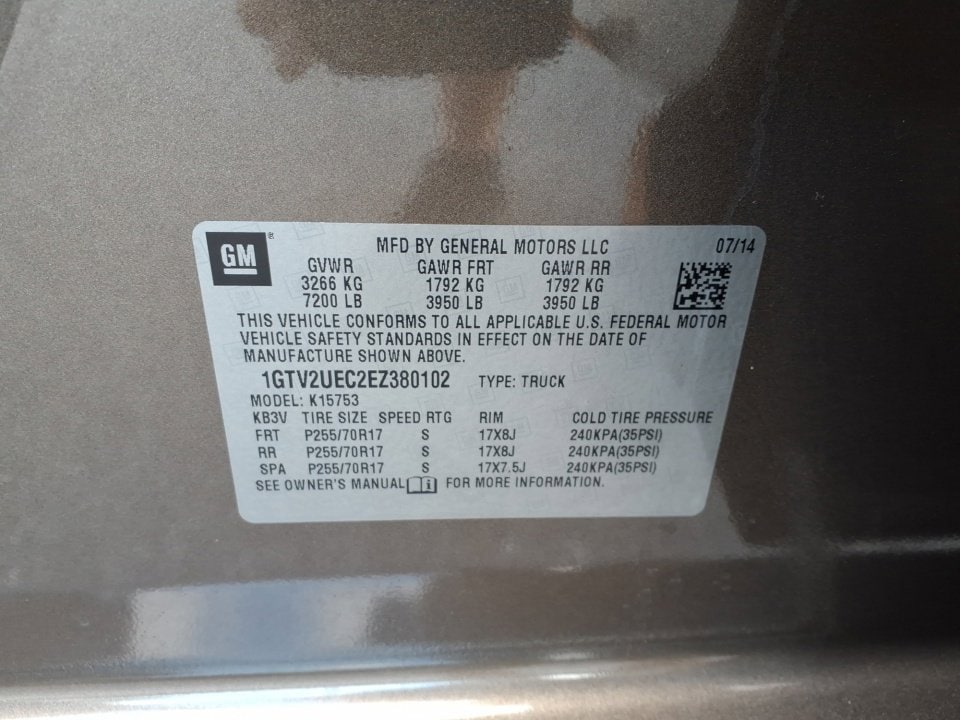 GM ® MFD BY GENERAL MOTORS LLC 07/14
GVWR GAWR FRT GAWR RR
3266 KG 1792 KG 1792 KG
7200 LB 3950 LB 3950 LB
THIS VEHICLE CONFORMS TO ALL APPLICABLE U.S. FEDERAL MOTOR
VEHICLE SAFETY STANDARDS IN EFFECT ON THE DATE OF
MANUFACTURE SHOWN ABOVE.
1GTV2UEC2EZ380102 TYPE: TRUCK
MODEL: K15753
KB3V TIRE SIZE SPEED RTG RIM COLD TIRE PRESSURE
FRT P255/70R17 S 17X8J 240KPA(35PSI)
RR P255/70R17 S 17X8J 240KPA(35PSI)
SPA P255/70R17 S 17X7.5J 240KPA(35PSI)
SEE OWNER'S MANUAL i FOR MORE INFORMATION.